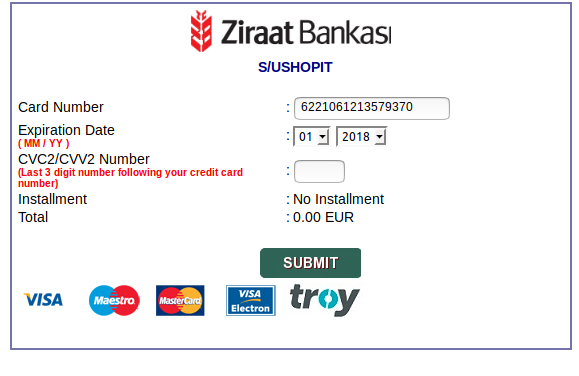 Ziraat Bankası
S/USHOPIT
Card Number : 6221061213579370
Expiration Date : 01 2018
( MM / YY )
CVC2/CVV2 Number :
(Last 3 digit number following your credit card
number)
Installment : No Installment
Total : 0.00 EUR
SUBMIT
VISA Maestro MasterCard VISA Electron troy